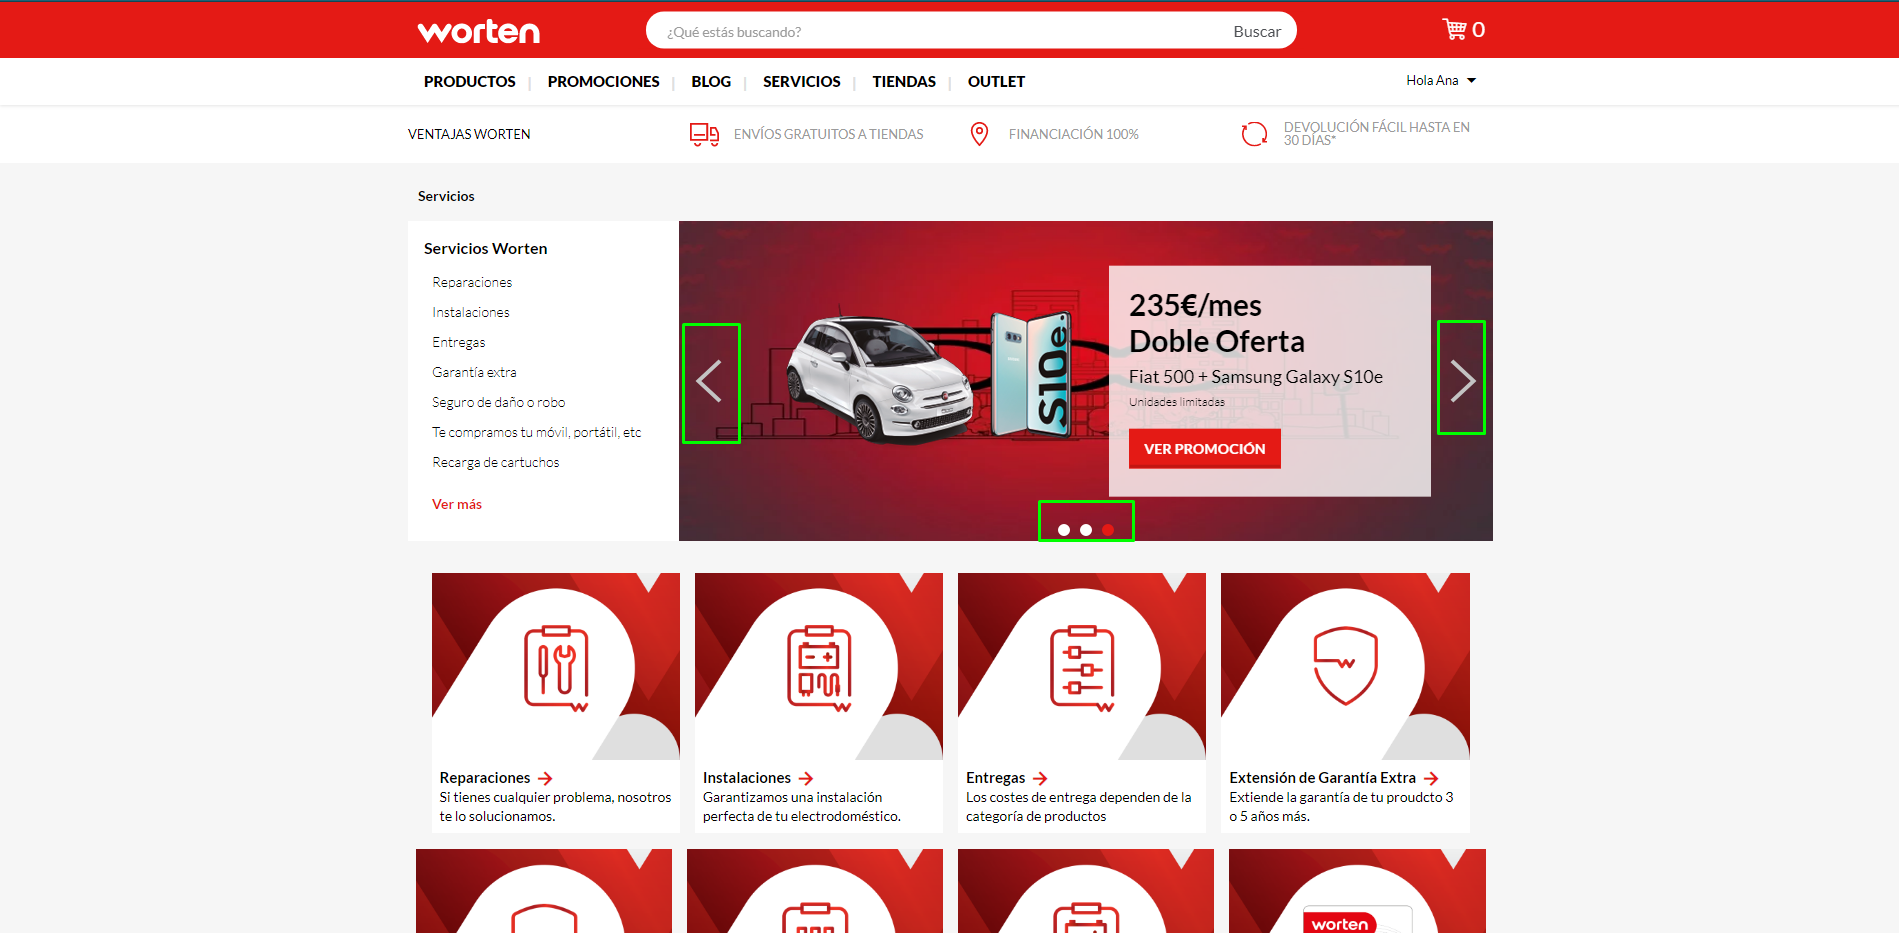 worten
¿Qué estás buscando?
Buscar
0
PRODUCTOS | PROMOCIONES | BLOG | SERVICIOS | TIENDAS | OUTLET
Hola Ana
VENTAJAS WORTEN
ENVÍOS GRATUITOS A TIENDAS
FINANCIACIÓN 100%
DEVOLUCIÓN FÁCIL HASTA EN
30 DÍAS*
Servicios
Servicios Worten
Reparaciones
Instalaciones
Entregas
Garantía extra
Seguro de daño o robo
Te compramos tu móvil, portátil, etc
Recarga de cartuchos
Ver más
S10e
235€/mes
Doble Oferta
Fiat 500 + Samsung Galaxy S10e
Unidades limitadas
VER PROMOCIÓN
Reparaciones
Si tienes cualquier problema, nosotros
te lo solucionamos.
Instalaciones
Garantizamos una instalación
perfecta de tu electrodoméstico.
Entregas
Los costes de entrega dependen de la
categoría de productos
Extensión de Garantía Extra
Extiende la garantía de tu proudcto 3
o 5 años más.
worten